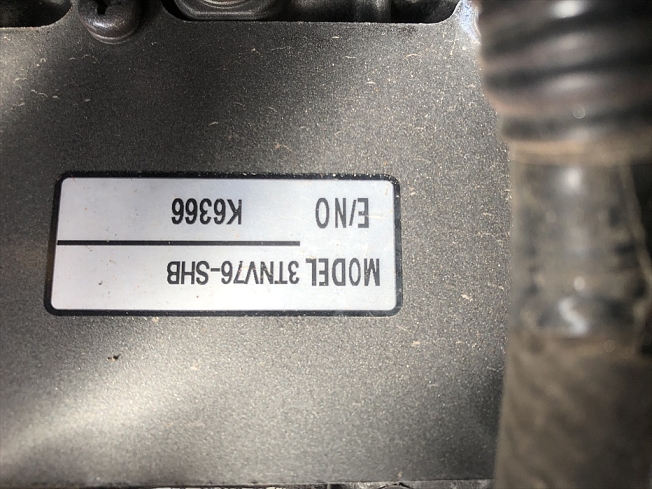 MODEL 3TNV76-SHB
E/NO K6366